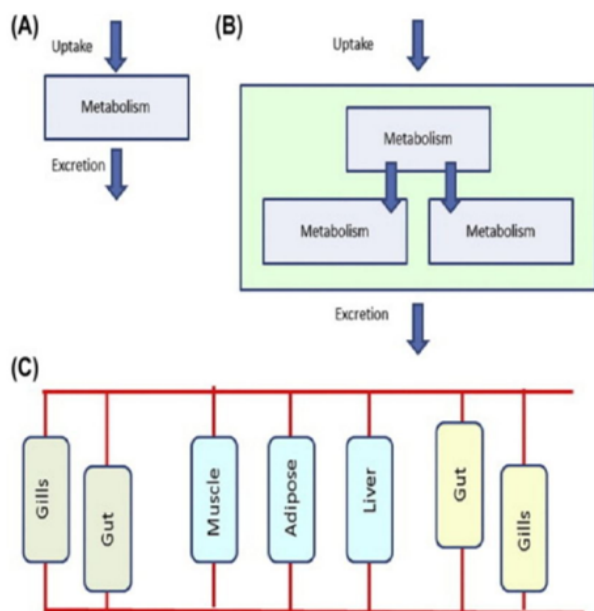 (A)
Uptake
Metabolism
Excretion
(B)
Uptake
Metabolism
Metabolism
Metabolism
Excretion
(C)
Gills
Gut
Muscle
Adipose
Liver
Gut
Gills